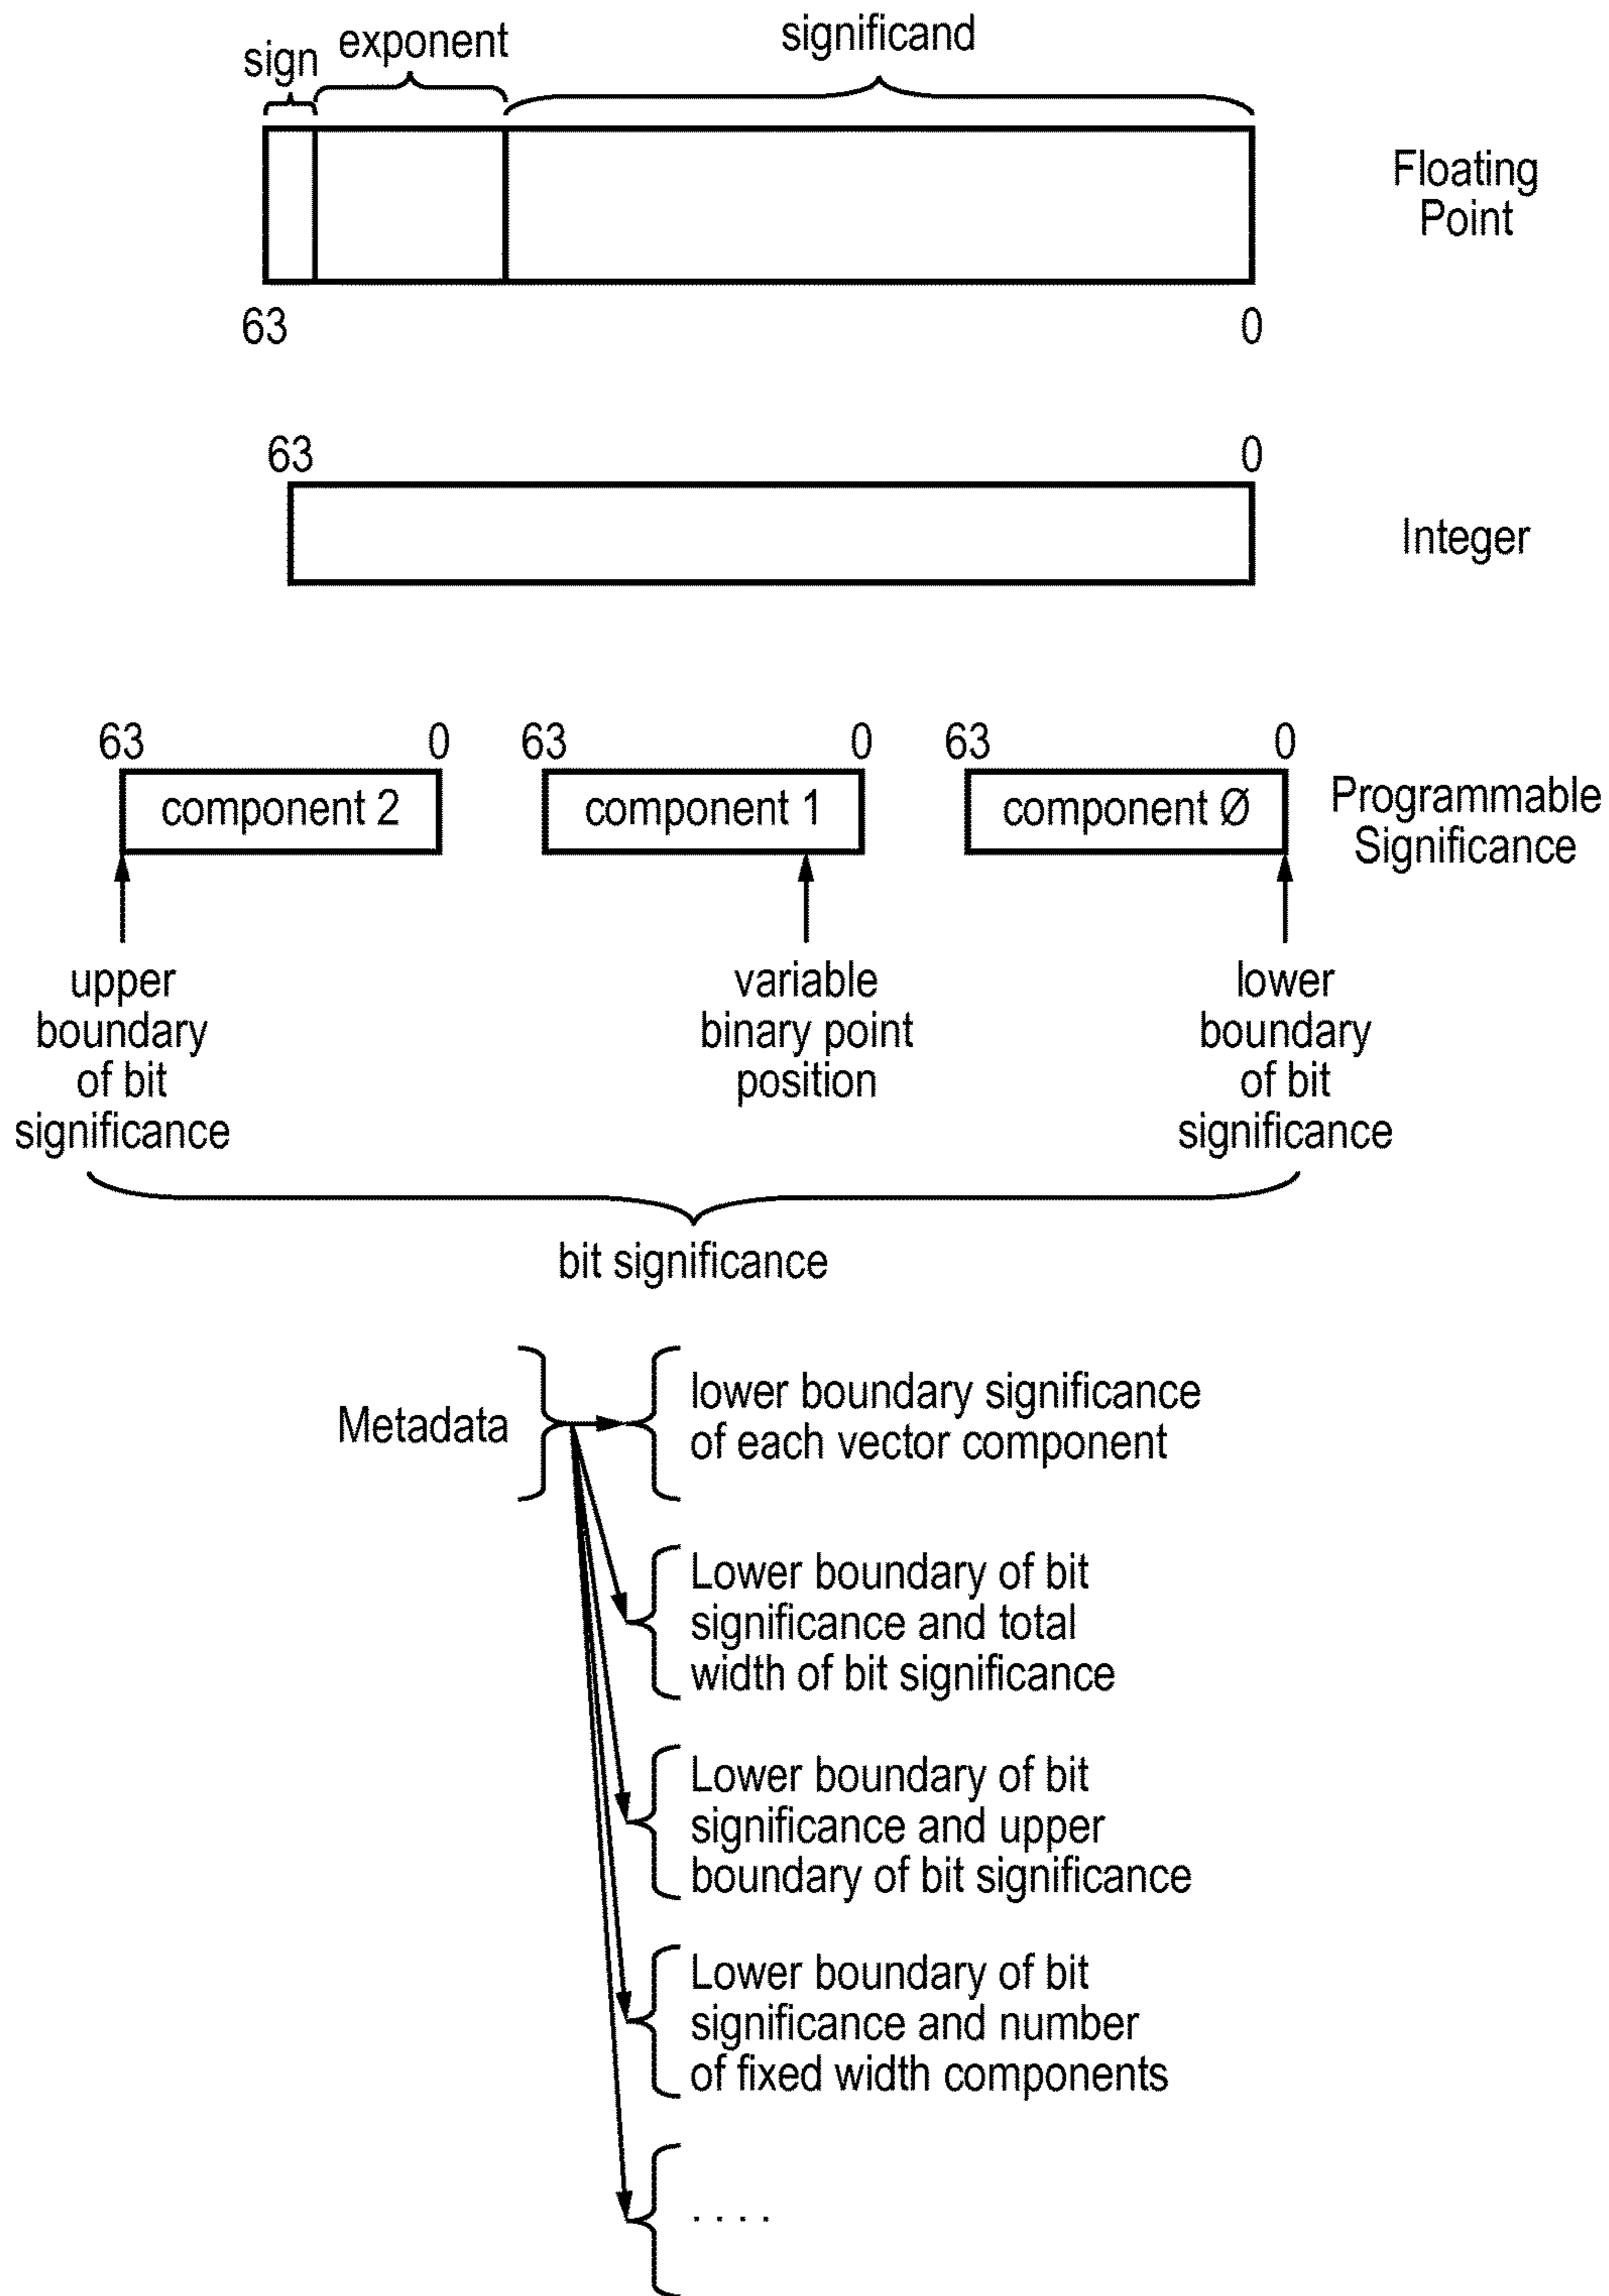 sign
exponent
significand
Floating
Point
63
0
63
0
Integer
63
0
63
0
63
0
component 2
component 1
component Ø
Programmable
Significance
upper
boundary
of bit
significance
variable
binary point
position
lower
boundary
of bit
significance
bit significance
Metadata
lower boundary significance
of each vector component
Lower boundary of bit
significance and total
width of bit significance
Lower boundary of bit
significance and upper
boundary of bit significance
Lower boundary of bit
significance and number
of fixed width components
. . . .